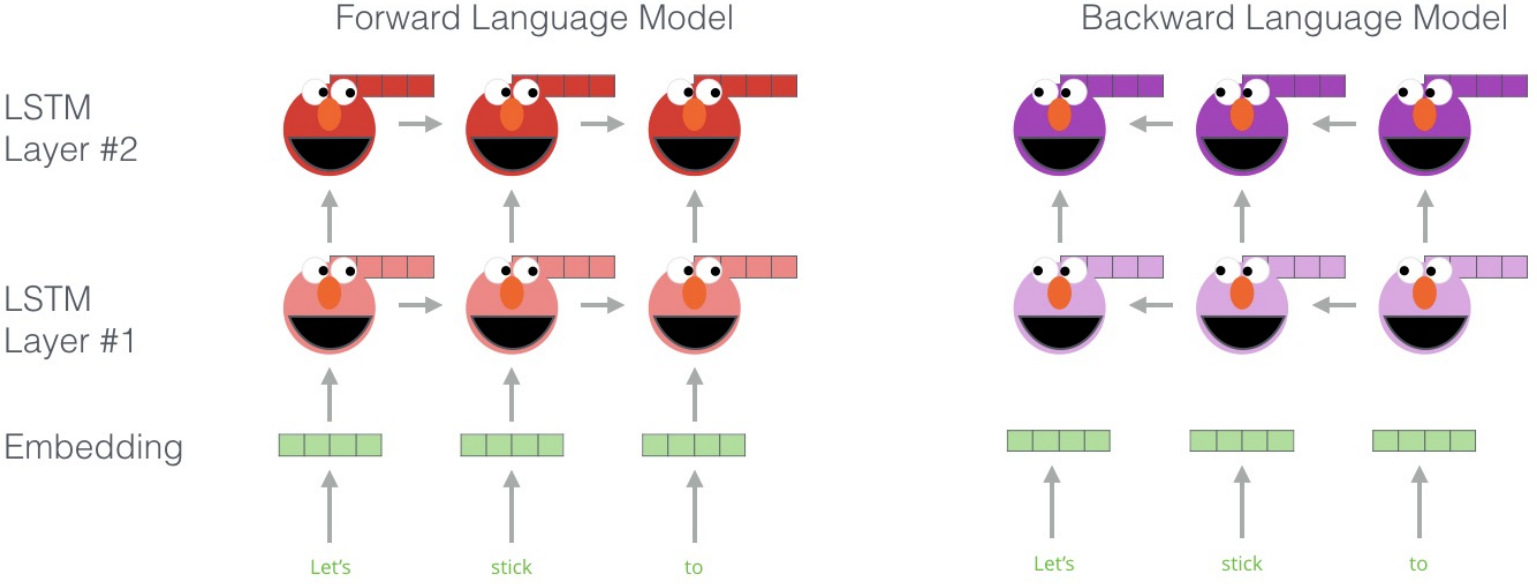 Forward Language Model
Backward Language Model
LSTM
Layer #2
LSTM
Layer #1
Embedding
Let's
stick
to
Let's
stick
to